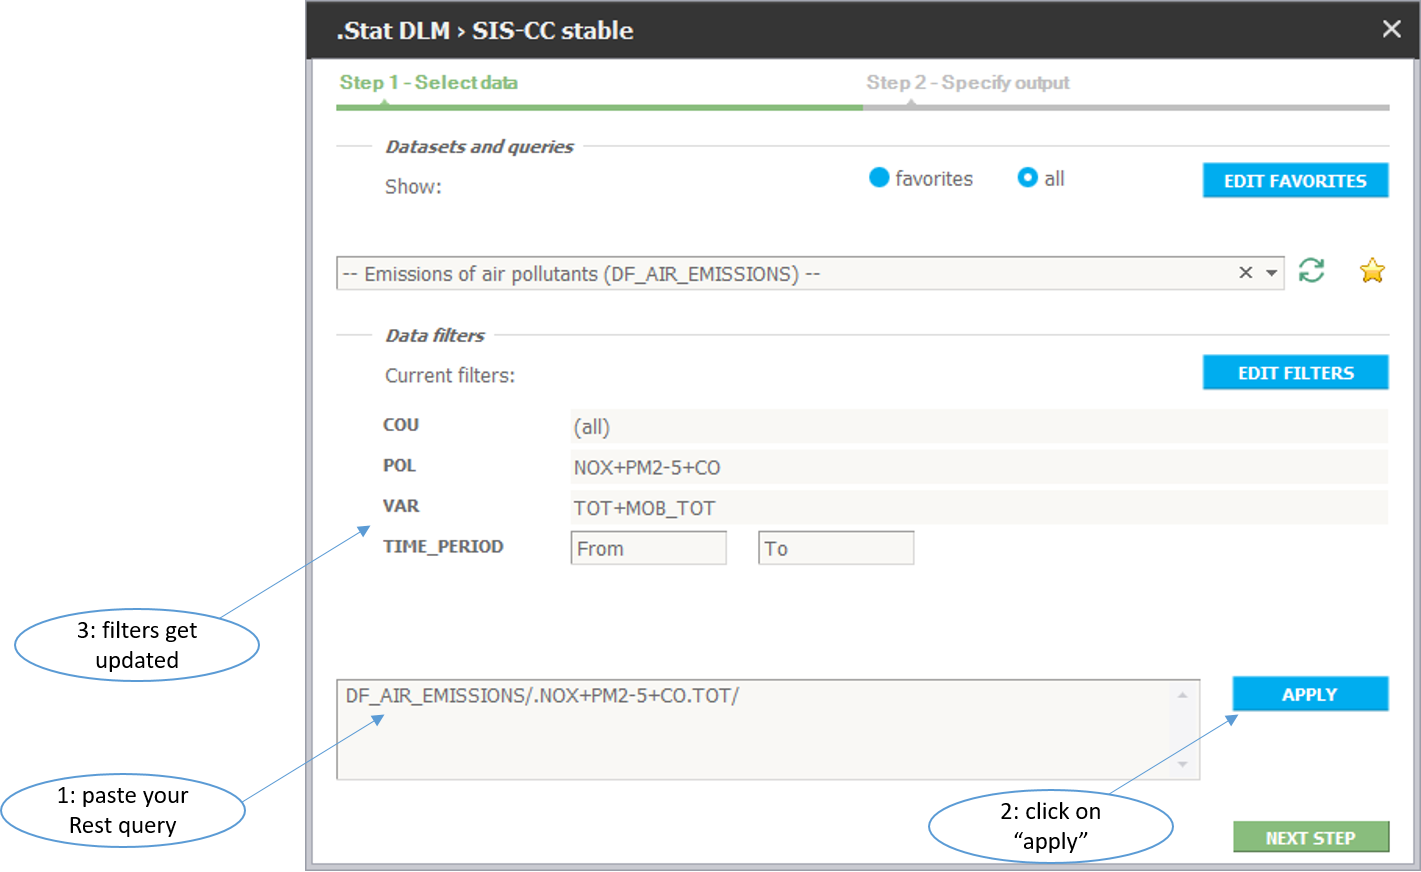 .Stat DLM › SIS-CC stable
Step 1 - Select data
Step 2 - Specify output
Datasets and queries
Show:
favorites
all
EDIT FAVORITES
-- Emissions of air pollutants (DF_AIR_EMISSIONS) --
Data filters
Current filters:
EDIT FILTERS
COU
(all)
POL
NOX+PM2-5+CO
VAR
TOT+MOB_TOT
TIME_PERIOD
From
To
3: filters get
updated
DF_AIR_EMISSIONS/.NOX+PM2-5+CO.TOT/
APPLY
1: paste your
Rest query
2: click on
“apply”
NEXT STEP